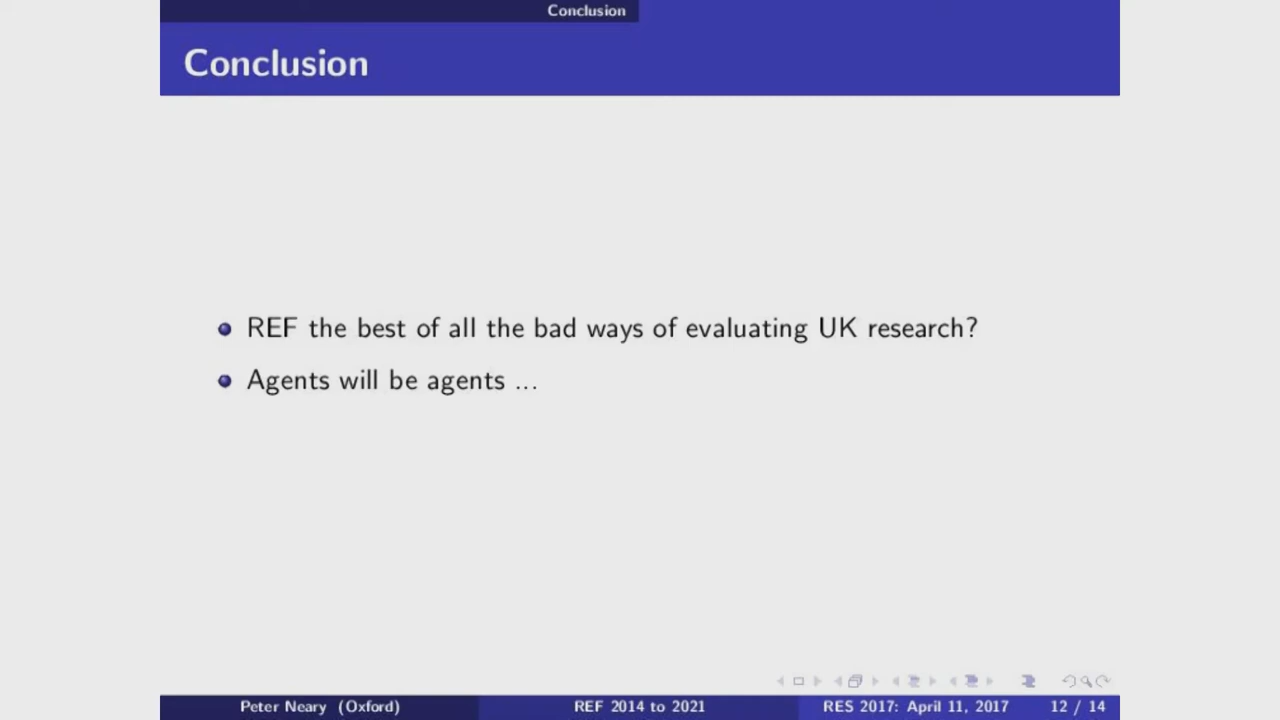 Conclusion
Conclusion
REF the best of all the bad ways of evaluating UK research?
Agents will be agents ...
Peter Neary (Oxford) REF 2014 to 2021 RES 2017: April 11, 2017 12 / 14